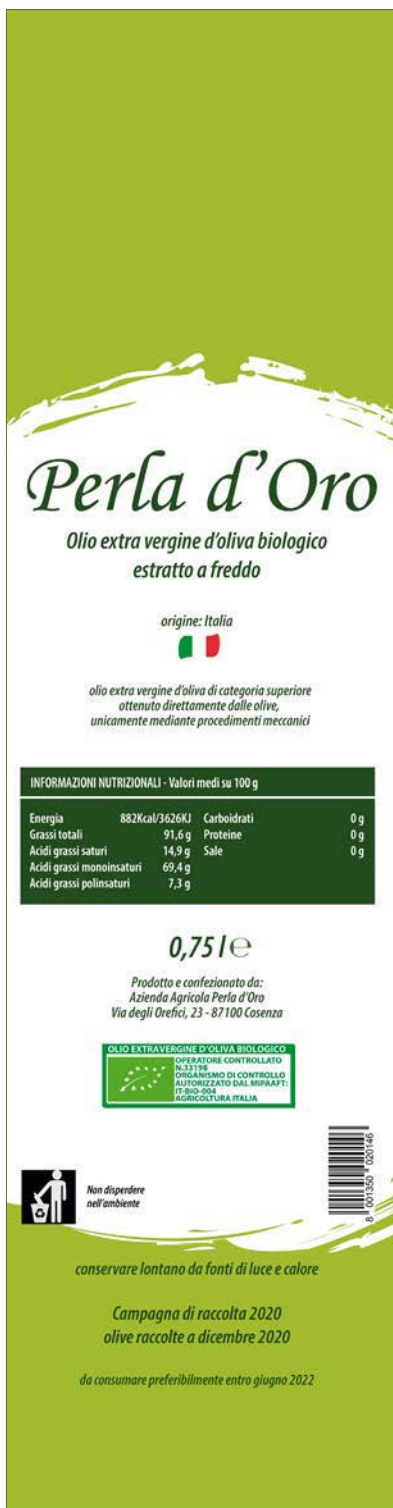 Perla d'Oro
Olio extra vergine d'oliva biologico
estratto a freddo
origine: Italia
olio extra vergine d'oliva di categoria superiore
ottenuto direttamente dalle olive,
unicamente mediante procedimenti meccanici
INFORMAZIONI NUTRIZIONALI - Valori medi su 100 g
Energia 882Kcal/3626KJ Carboidrati 0 g
Grassi totali 91,6 g Proteine 0 g
Acidi grassi saturi 14,9 g Sale 0 g
Acidi grassi monoinsaturi 69,4 g
Acidi grassi polinsaturi 7,3 g
0,75 l ℮
Prodotto e confezionato da:
Azienda Agricola Perla d'Oro
Via degli Orefici, 23 - 87100 Cosenza
OLIO EXTRAVERGINE D'OLIVA BIOLOGICO
OPERATORE CONTROLLATO
N.33198
ORGANISMO DI CONTROLLO
AUTORIZZATO DAL MIPAAFT:
IT-BIO-004
AGRICOLTURA ITALIA
8 001350 020146
Non disperdere
nell'ambiente
conservare lontano da fonti di luce e calore
Campagna di raccolta 2020
olive raccolte a dicembre 2020
da consumare preferibilmente entro giugno 2022